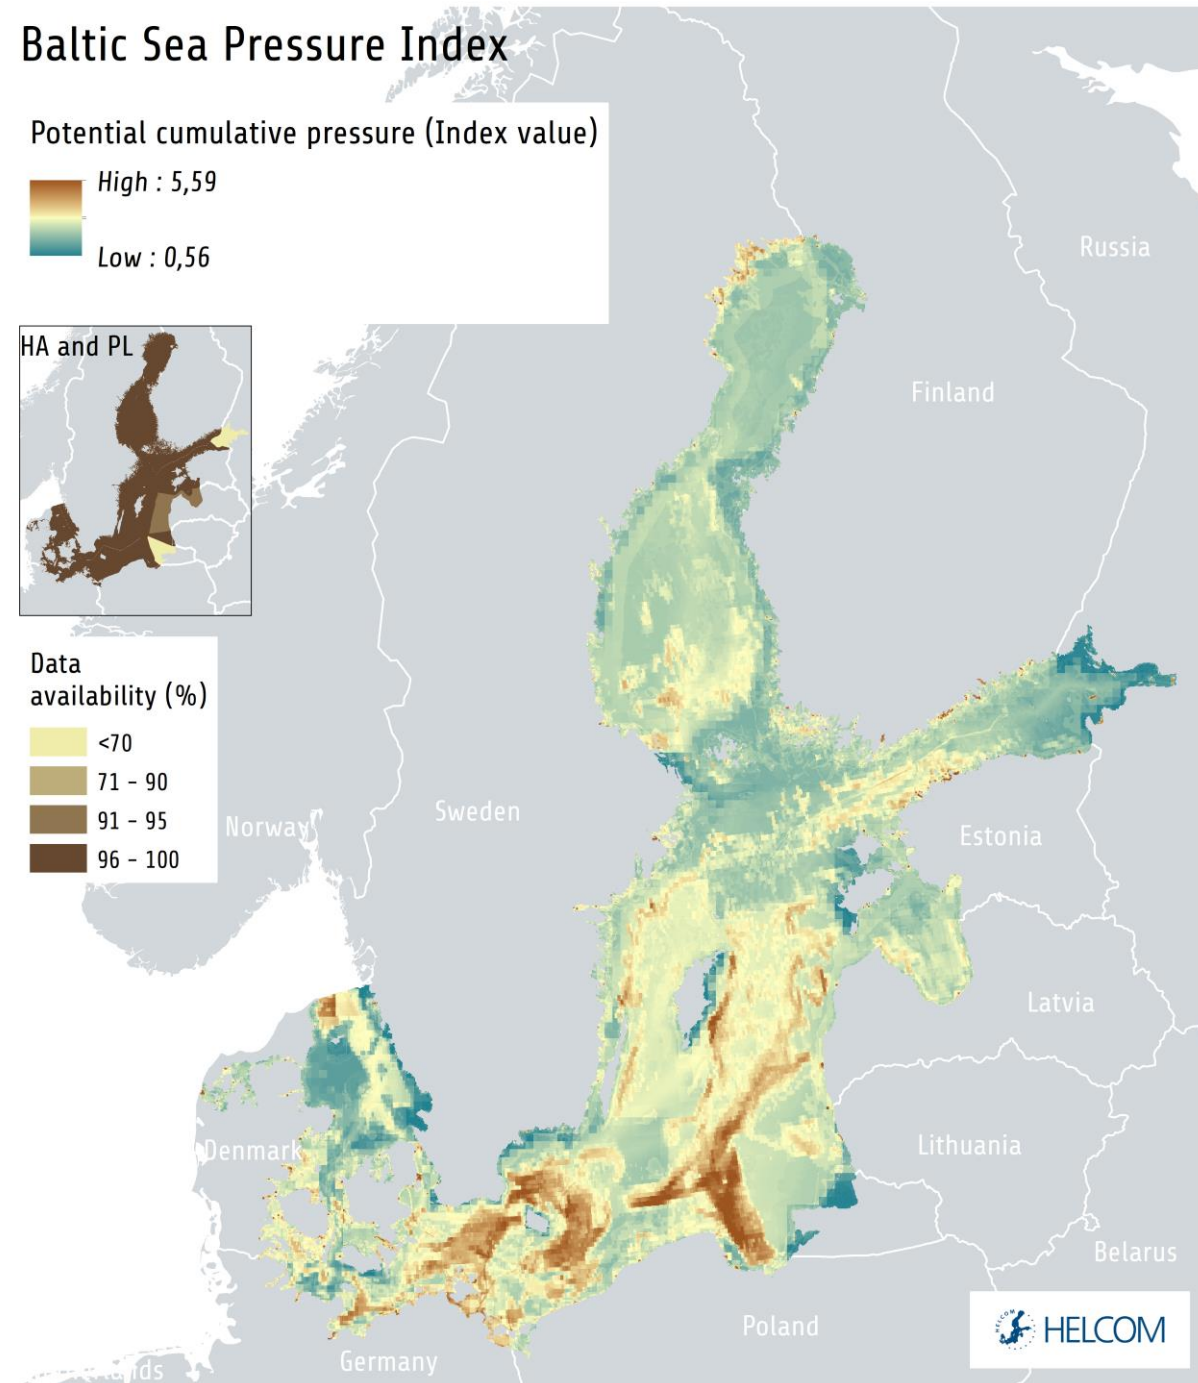 Baltic Sea Pressure Index
Potential cumulative pressure (Index value)
High : 5,59
Low : 0,56
HA and PL
Data
availability (%)
<70
71 - 90
91 - 95
96 - 100
Russia
Finland
Norway
Sweden
Estonia
Latvia
Denmark
Lithuania
Belarus
Poland
Germany
HELCOM
HELCOM